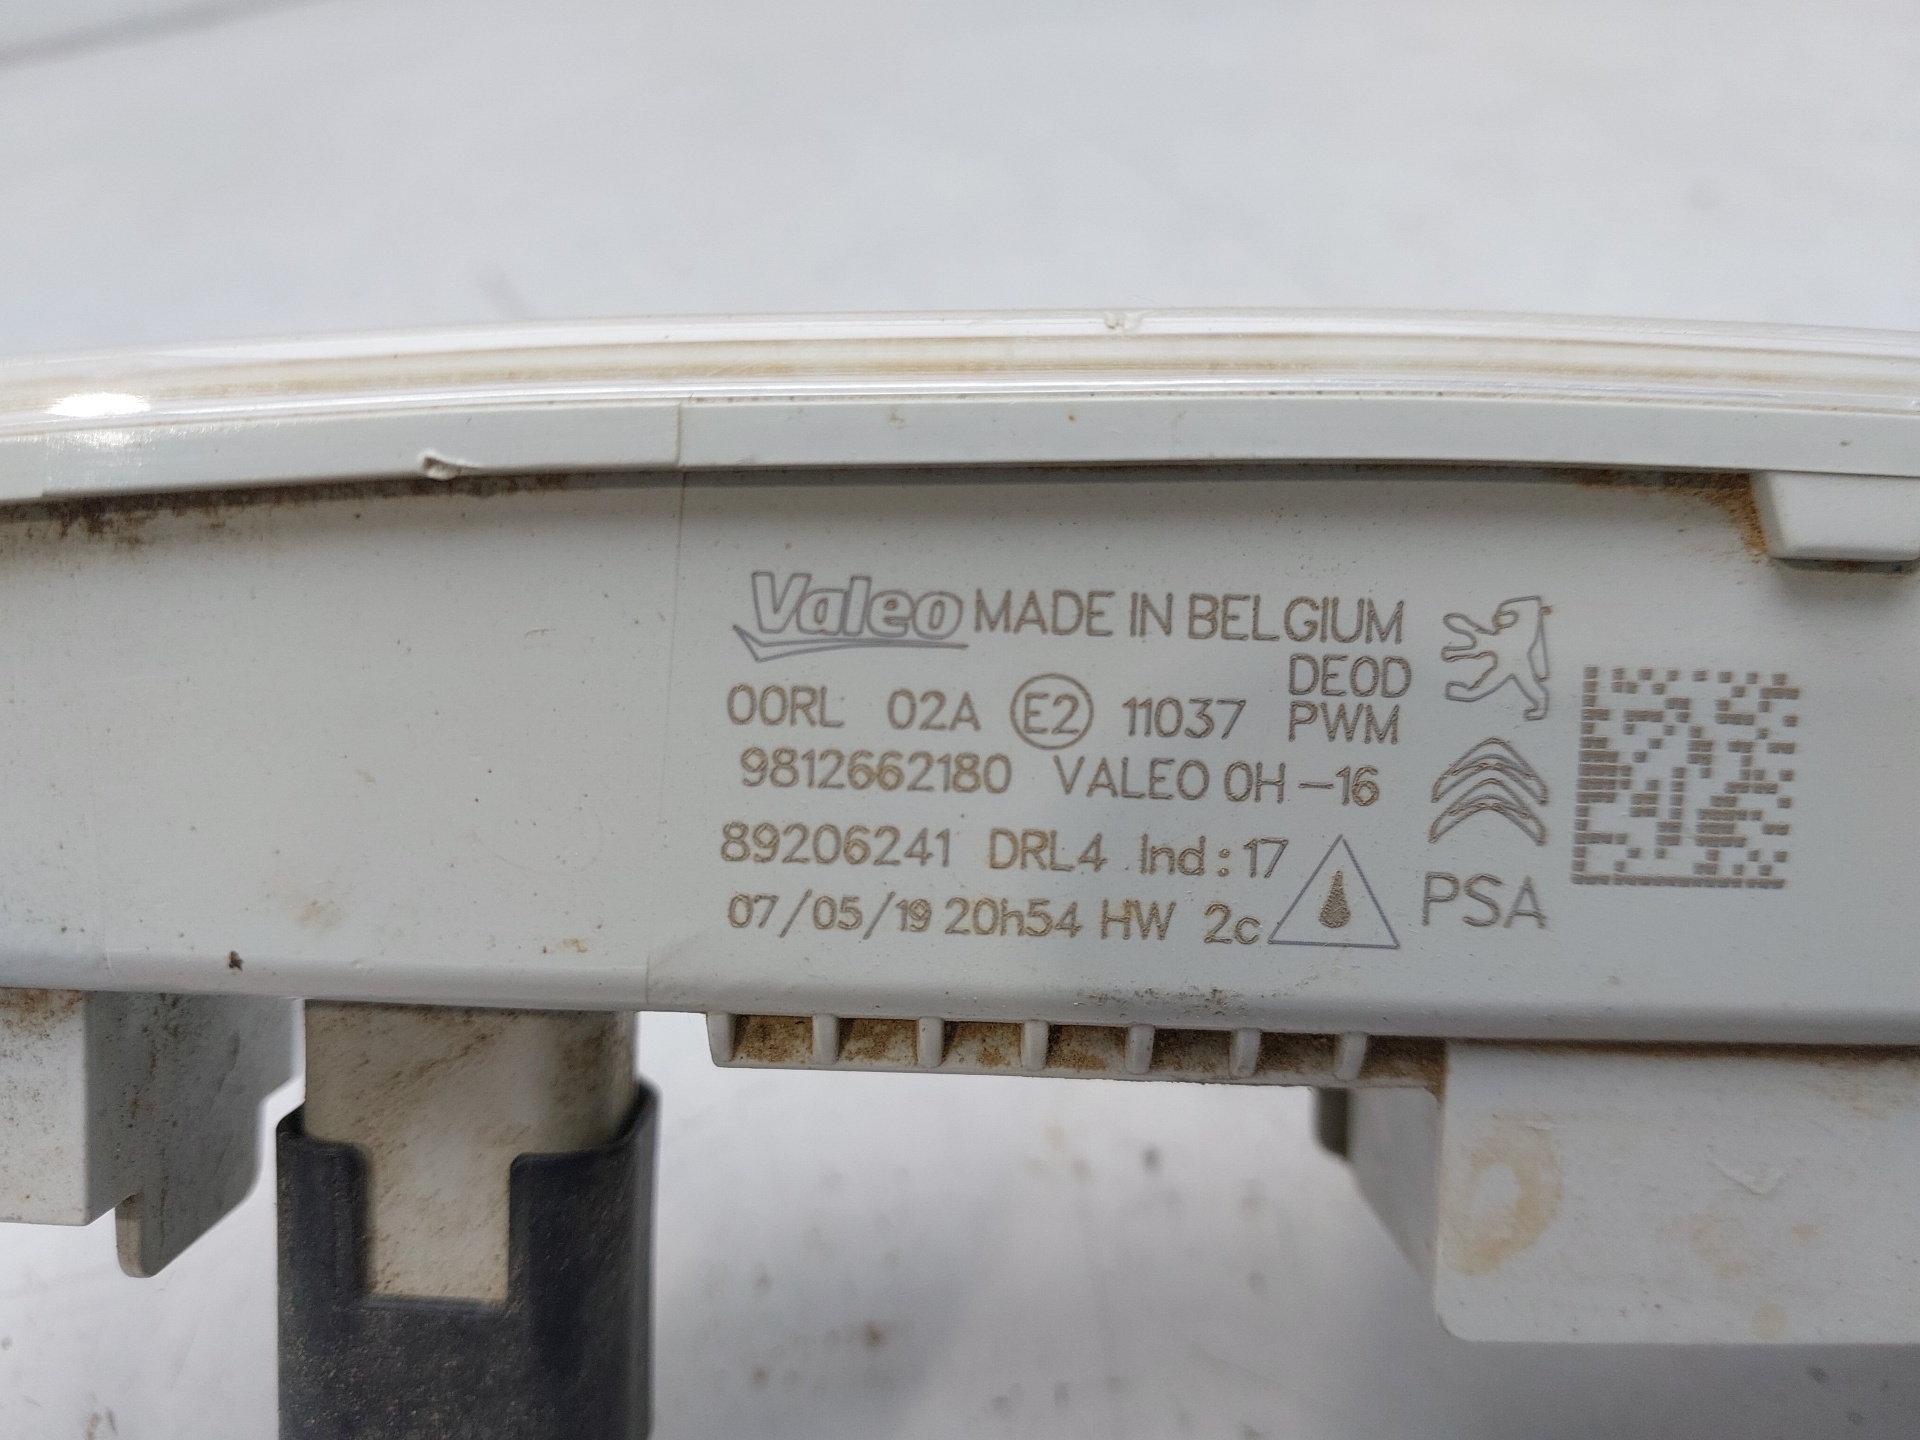 Valeo MADE IN BELGIUM
DEOD
00RL 02A E2 11037 PWM
9812662180 VALEO 0H-16
89206241 DRL4 Ind:17
07/05/19 20h54 HW 2c
PSA